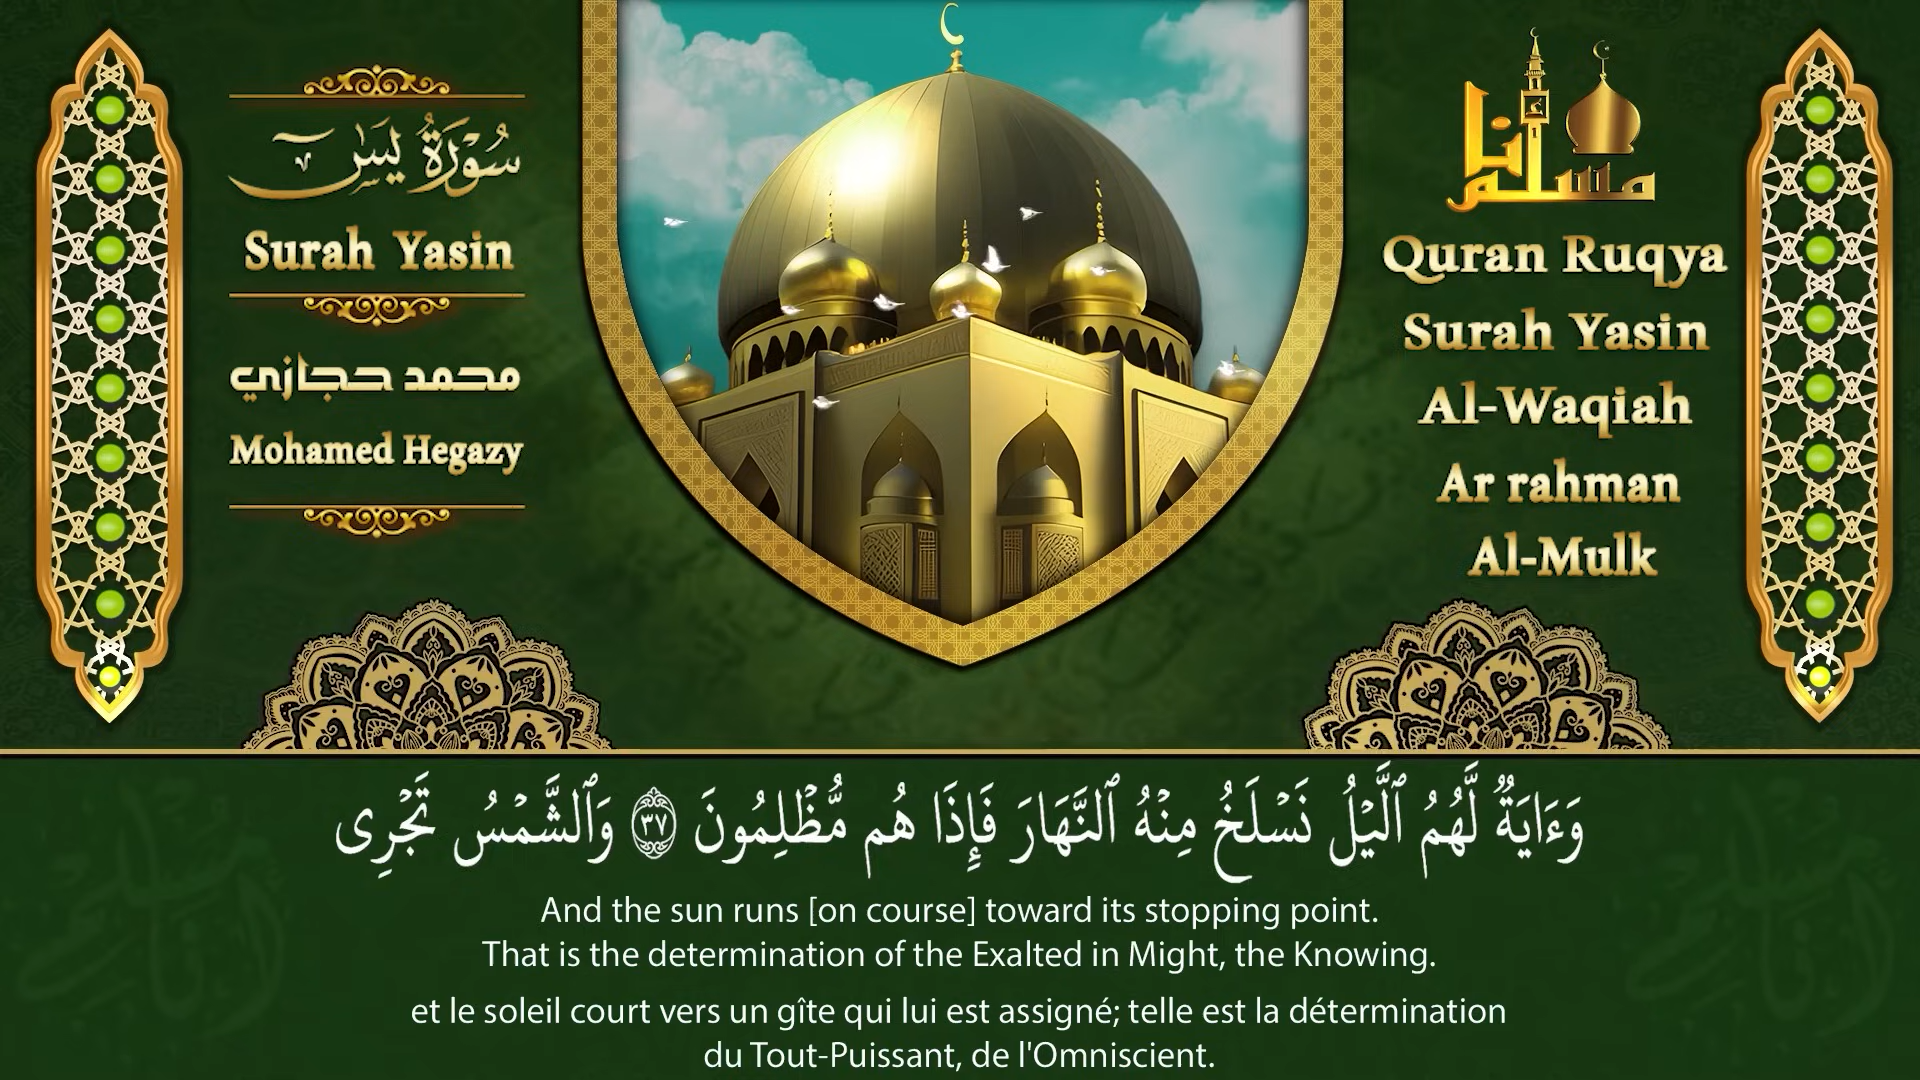 سُورَةُ يسٓ
Surah Yasin
محمد حجازي
Mohamed Hegazy
أنا
مسلم
Quran Ruqya
Surah Yasin
Al-Waqiah
Ar rahman
Al-Mulk
وَءَايَةٌ لَّهُمُ ٱلَّيْلُ نَسْلَخُ مِنْهُ ٱلنَّهَارَ فَإِذَا هُم مُّظْلِمُونَ ٣٧ وَٱلشَّمْسُ تَجْرِى
And the sun runs [on course] toward its stopping point.
That is the determination of the Exalted in Might, the Knowing.
et le soleil court vers un gîte qui lui est assigné; telle est la détermination
du Tout-Puissant, de l'Omniscient.